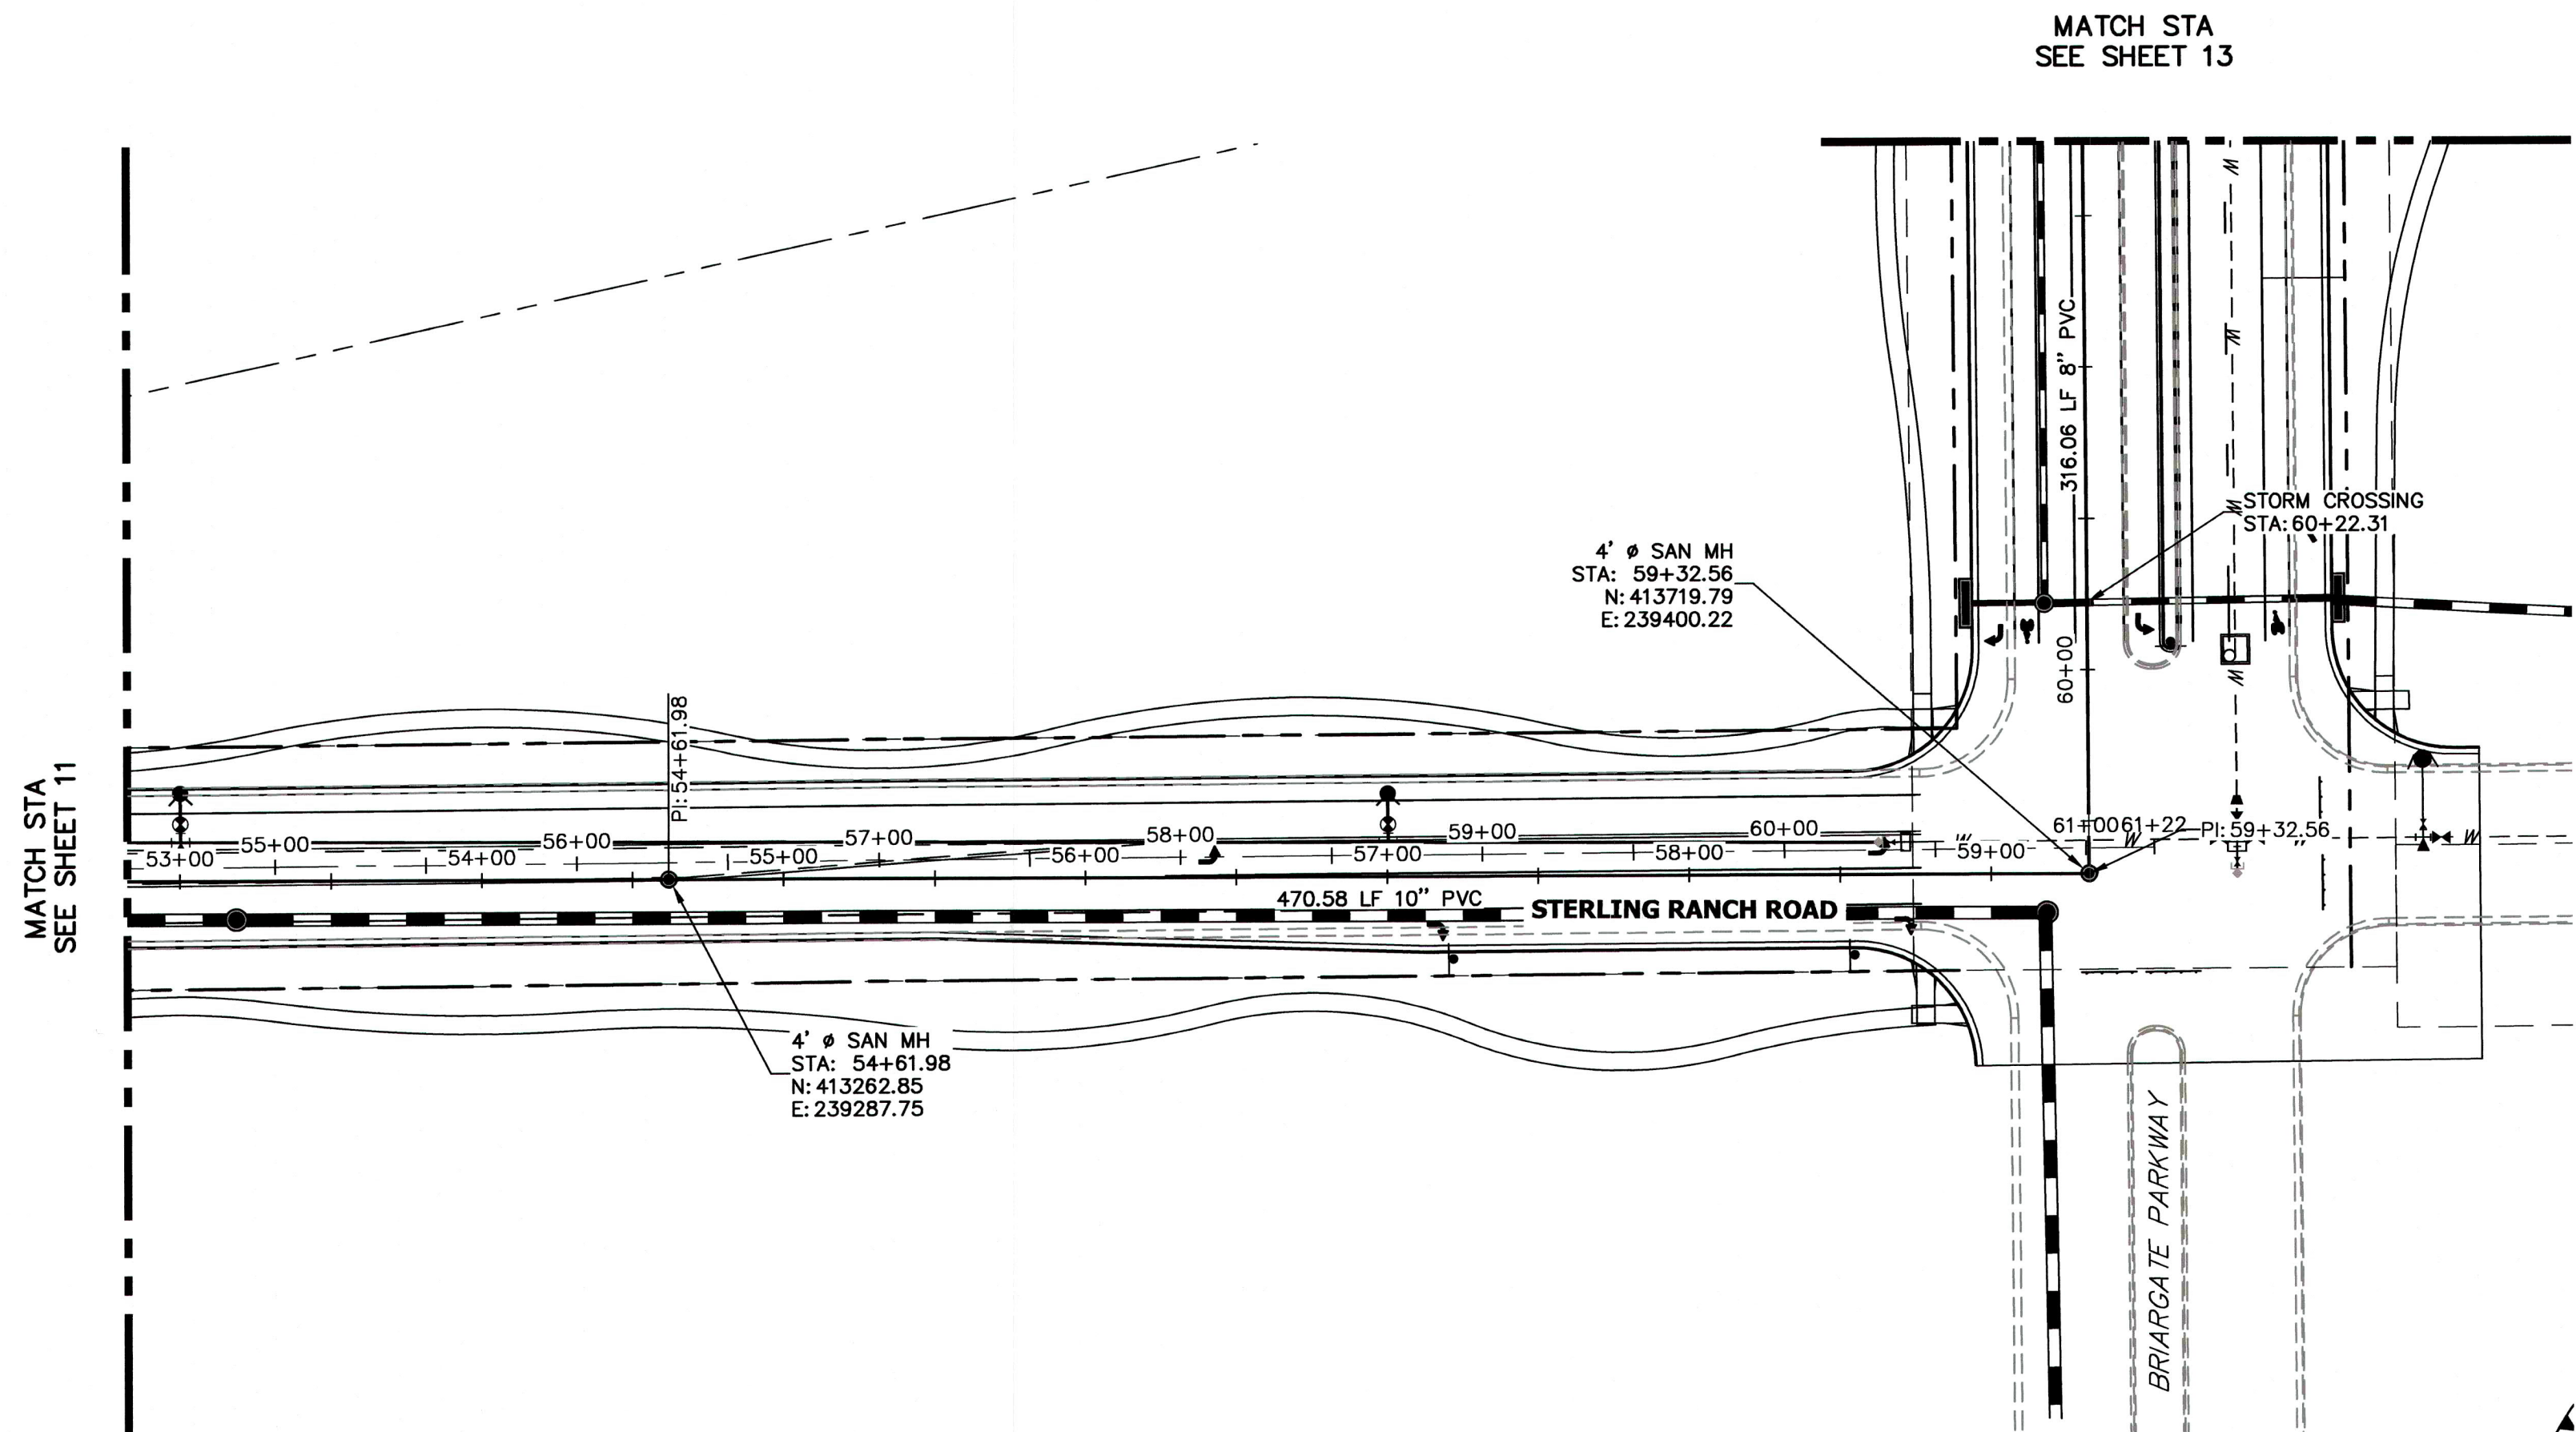 MATCH STA
SEE SHEET 13
316.06 LF 8" PVC
STORM CROSSING
STA: 60+22.31
4' ø SAN MH
STA: 59+32.56
N: 413719.79
E: 239400.22
60+00
PI: 54+61.98
MATCH STA
SEE SHEET 11
55+00 56+00 57+00 58+00 59+00 60+00 61+00 61+22 PI: 59+32.56
53+00 54+00 55+00 56+00 57+00 58+00 59+00
W W W W W W W W
470.58 LF 10" PVC
STERLING RANCH ROAD
4' ø SAN MH
STA: 54+61.98
N: 413262.85
E: 239287.75
BRIARGATE PARKWAY